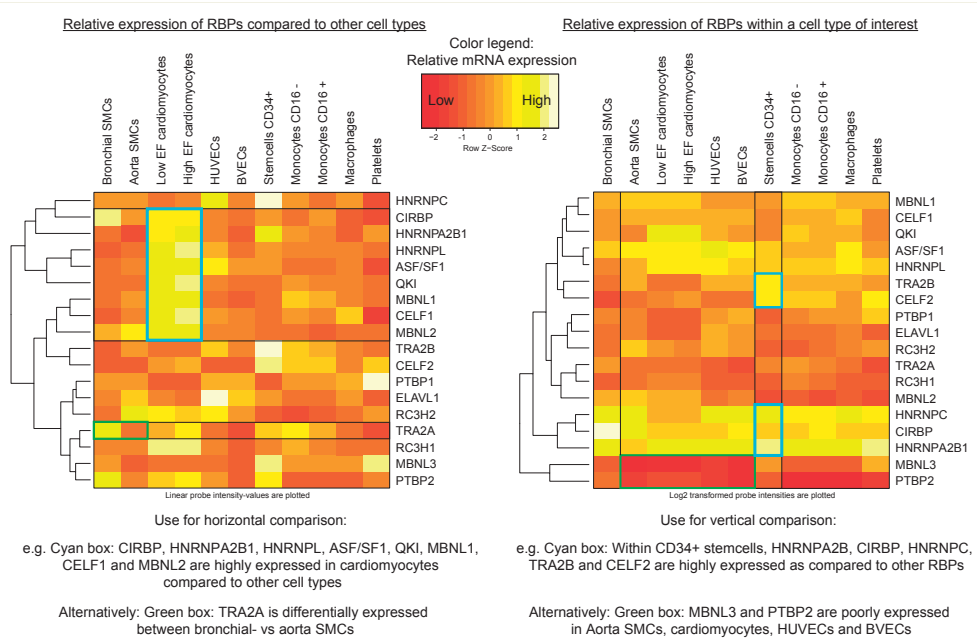 Relative expression of RBPs compared to other cell types
Relative expression of RBPs within a cell type of interest
Color legend:
Relative mRNA expression
Low
High
-2 -1 0 1 2
Row Z−Score
Bronchial SMCs
Aorta SMCs
Low EF cardiomyocytes
High EF cardiomyocytes
HUVECs
BVECs
Stemcells CD34+
Monocytes CD16 -
Monocytes CD16 +
Macrophages
Platelets
HNRNPC
CIRBP
HNRNPA2B1
HNRNPL
ASF/SF1
QKI
MBNL1
CELF1
MBNL2
TRA2B
CELF2
PTBP1
ELAVL1
RC3H2
TRA2A
RC3H1
MBNL3
PTBP2
Linear probe intensity-values are plotted
Use for horizontal comparison:
e.g. Cyan box: CIRBP, HNRNPA2B1, HNRNPL, ASF/SF1, QKI, MBNL1,
CELF1 and MBNL2 are highly expressed in cardiomyocytes
compared to other cell types
Alternatively: Green box: TRA2A is differentially expressed
between bronchial- vs aorta SMCs
Bronchial SMCs
Aorta SMCs
Low EF cardiomyocytes
High EF cardiomyocytes
HUVECs
BVECs
Stemcells CD34+
Monocytes CD16 -
Monocytes CD16 +
Macrophages
Platelets
MBNL1
CELF1
QKI
ASF/SF1
HNRNPL
TRA2B
CELF2
PTBP1
ELAVL1
RC3H2
TRA2A
RC3H1
MBNL2
HNRNPC
CIRBP
HNRNPA2B1
MBNL3
PTBP2
Log2 transformed probe intensities are plotted
Use for vertical comparison:
e.g. Cyan box: Within CD34+ stemcells, HNRNPA2B, CIRBP, HNRNPC,
TRA2B and CELF2 are highly expressed as compared to other RBPs
Alternatively: Green box: MBNL3 and PTBP2 are poorly expressed
in Aorta SMCs, cardiomyocytes, HUVECs and BVECs